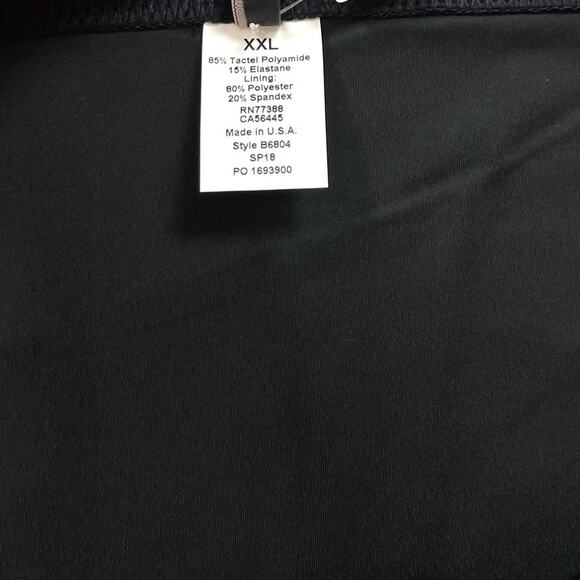 XXL
85% Tactel Polyamide
15% Elastane
Lining:
80% Polyester
20% Spandex
RN77388
CA56445
Made in U.S.A.
Style B6804
SP18
PO 1693900